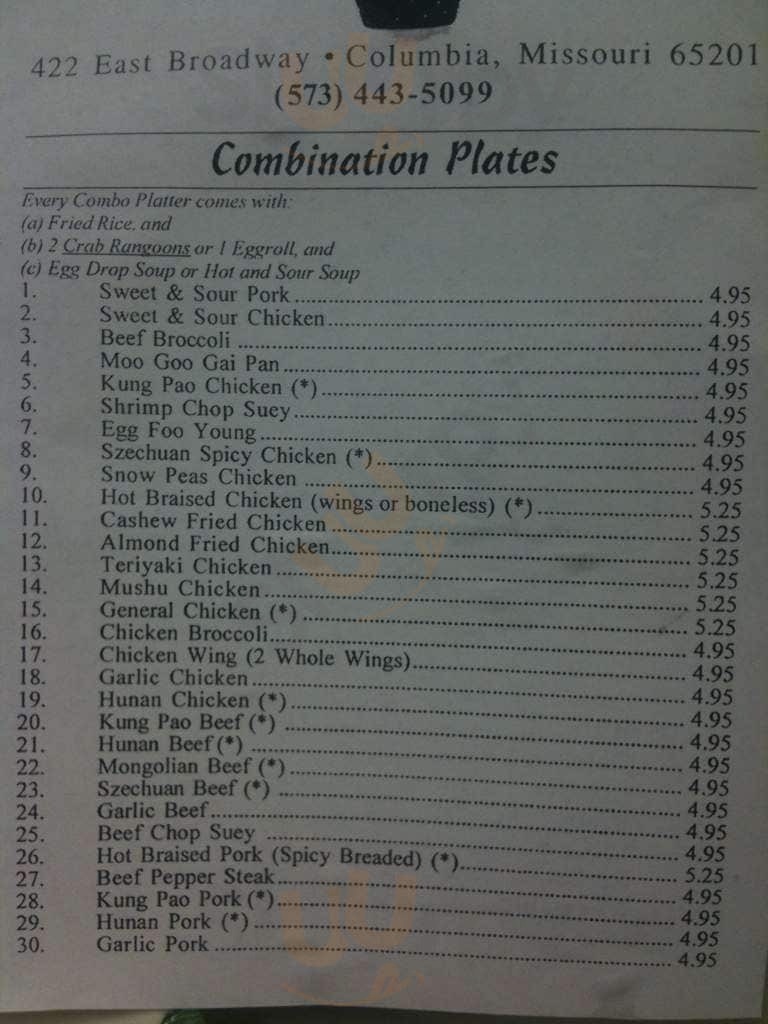 422 East Broadway • Columbia, Missouri 65201
(573) 443-5099
Combination Plates
Every Combo Platter comes with:
(a) Fried Rice, and
(b) 2 Crab Rangoons or 1 Eggroll, and
(c) Egg Drop Soup or Hot and Sour Soup
1. Sweet & Sour Pork 4.95
2. Sweet & Sour Chicken 4.95
3. Beef Broccoli 4.95
4. Moo Goo Gai Pan 4.95
5. Kung Pao Chicken (*) 4.95
6. Shrimp Chop Suey 4.95
7. Egg Foo Young 4.95
8. Szechuan Spicy Chicken (*) 4.95
9. Snow Peas Chicken 4.95
10. Hot Braised Chicken (wings or boneless) (*) 5.25
11. Cashew Fried Chicken 5.25
12. Almond Fried Chicken 5.25
13. Teriyaki Chicken 5.25
14. Mushu Chicken 5.25
15. General Chicken (*) 5.25
16. Chicken Broccoli 4.95
17. Chicken Wing (2 Whole Wings) 4.95
18. Garlic Chicken 4.95
19. Hunan Chicken (*) 4.95
20. Kung Pao Beef (*) 4.95
21. Hunan Beef (*) 4.95
22. Mongolian Beef (*) 4.95
23. Szechuan Beef (*) 4.95
24. Garlic Beef 4.95
25. Beef Chop Suey 4.95
26. Hot Braised Pork (Spicy Breaded) (*) 5.25
27. Beef Pepper Steak 4.95
28. Kung Pao Pork (*) 4.95
29. Hunan Pork (*) 4.95
30. Garlic Pork 4.95